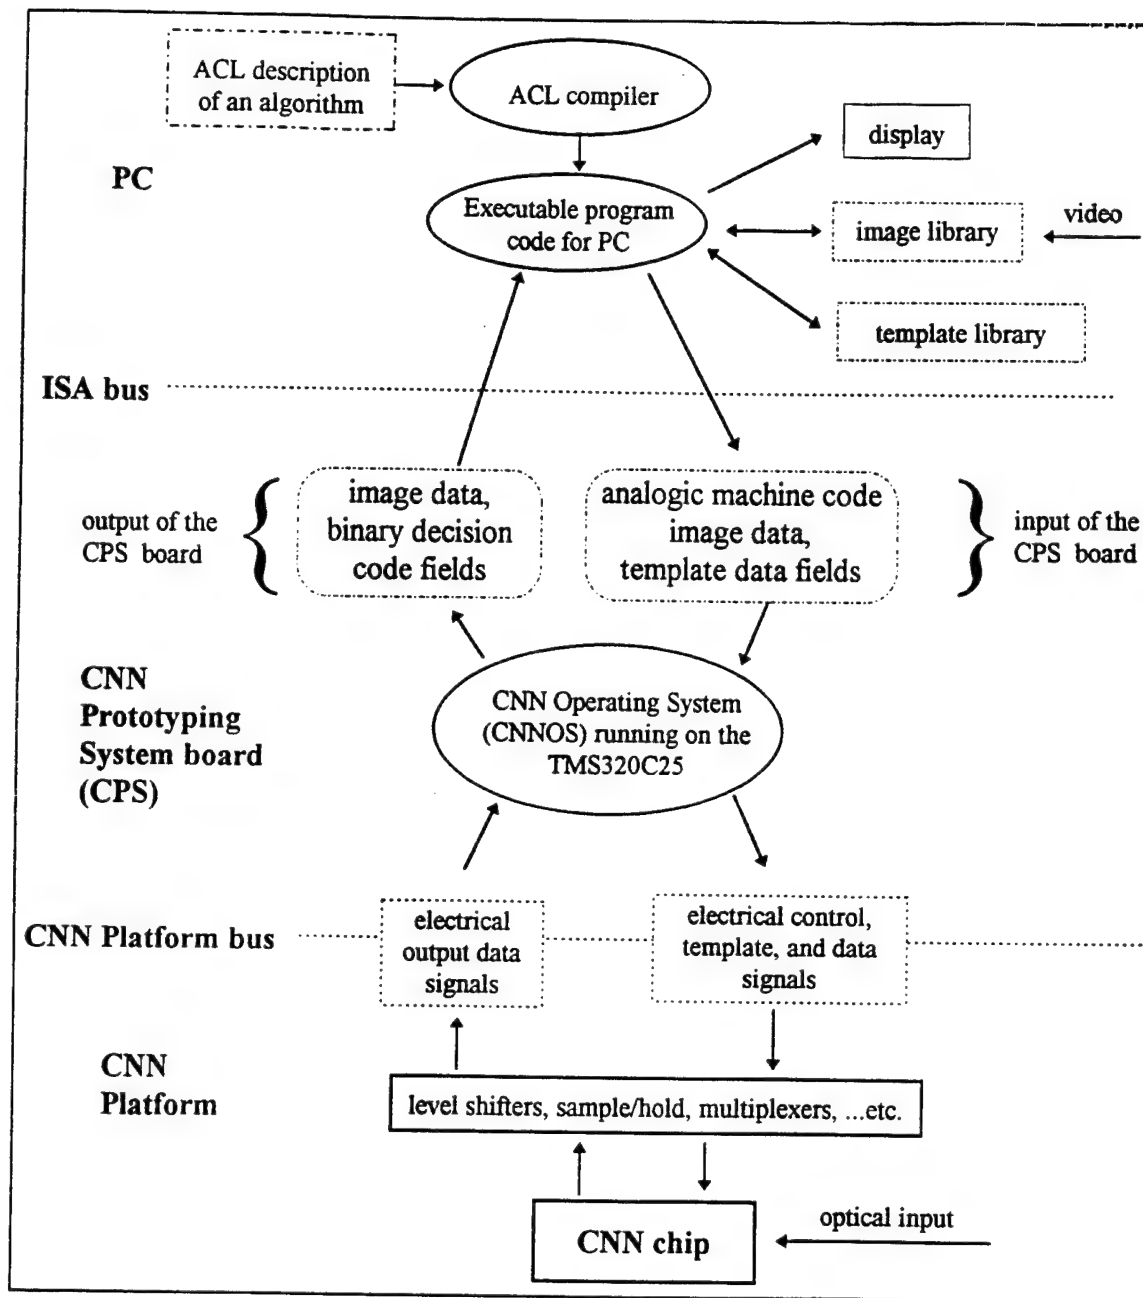 ACL description
of an algorithm
ACL compiler
display
PC
Executable program
code for PC
image library
video
template library
ISA bus
output of the
CPS board
image data,
binary decision
code fields
analogic machine code
image data,
template data fields
input of the
CPS board
CNN
Prototyping
System board
(CPS)
CNN Operating System
(CNNOS) running on the
TMS320C25
CNN Platform bus
electrical
output data
signals
electrical control,
template, and data
signals
CNN
Platform
level shifters, sample/hold, multiplexers, ...etc.
CNN chip
optical input